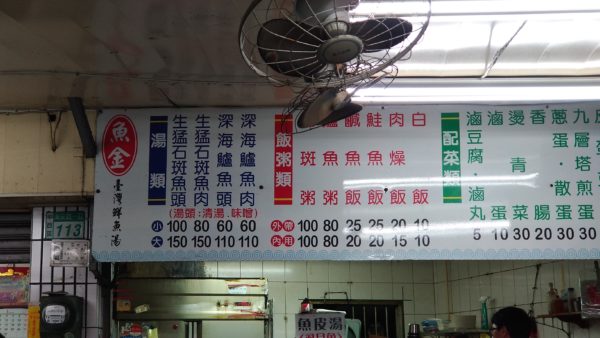 魚金
臺灣鮮魚湯
湯類
生猛石斑魚頭
生猛石斑魚肉
深海鱸魚頭
深海鱸魚肉
(湯頭:清湯.味噌)
小 100 80 60 60
大 150 150 110 110
飯粥類
斑粥
魚粥
鹹魚飯
鮭魚飯
肉燥飯
白飯
外帶 100 80 25 25 20 10
內用 100 80 20 20 15 10
配菜類
滷豆腐.滷丸
滷蛋
燙青菜
香腸
蔥蛋.散蛋
九層塔煎蛋
5 10 30 20 30 30
113
魚皮湯